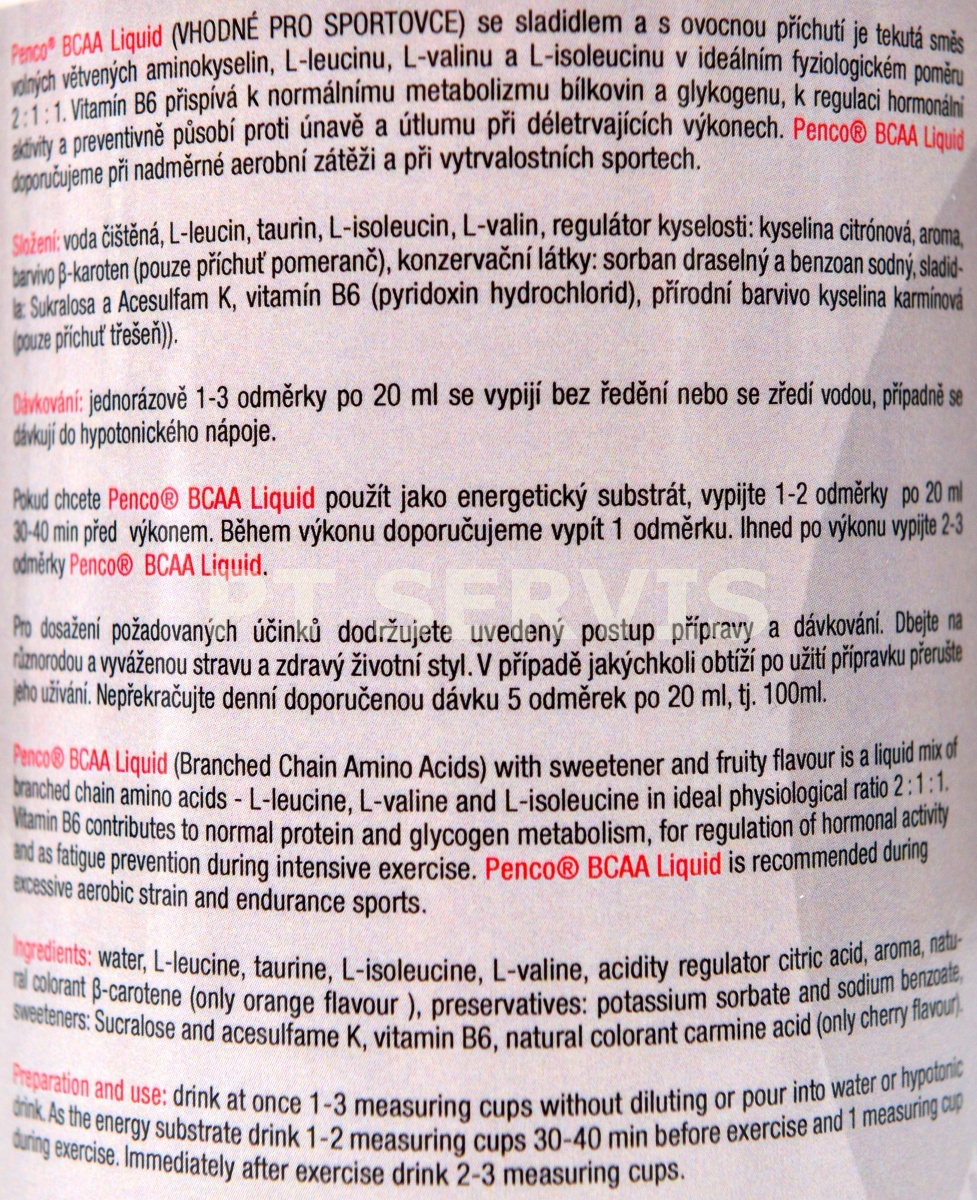 Penco® BCAA Liquid (VHODNÉ PRO SPORTOVCE) se sladidlem a s ovocnou příchutí je tekutá směs
volných větvených aminokyselin, L-leucinu, L-valinu a L-isoleucinu v ideálním fyziologickém poměru
2 : 1 : 1. Vitamín B6 přispívá k normálnímu metabolizmu bílkovin a glykogenu, k regulaci hormonální
aktivity a preventivně působí proti únavě a útlumu při déletrvajících výkonech. Penco® BCAA Liquid
doporučujeme při nadměrné aerobní zátěži a při vytrvalostních sportech.
Složení: voda čištěná, L-leucin, taurin, L-isoleucin, L-valin, regulátor kyselosti: kyselina citrónová, aroma,
barvivo β-karoten (pouze příchuť pomeranč), konzervační látky: sorban draselný a benzoan sodný, sladid-
la: Sukralosa a Acesulfam K, vitamín B6 (pyridoxin hydrochlorid), přírodní barvivo kyselina karmínová
(pouze příchuť třešeň)).
Dávkování: jednorázově 1-3 odměrky po 20 ml se vypijí bez ředění nebo se zředí vodou, případně se
dávkují do hypotonického nápoje.
Pokud chcete Penco® BCAA Liquid použít jako energetický substrát, vypijte 1-2 odměrky po 20 ml
30-40 min před výkonem. Během výkonu doporučujeme vypít 1 odměrku. Ihned po výkonu vypijte 2-3
odměrky Penco® BCAA Liquid.
PT SERVIS
Pro dosažení požadovaných účinků dodržujete uvedený postup přípravy a dávkování. Dbejte na
různorodou a vyváženou stravu a zdravý životní styl. V případě jakýchkoli obtíží po užití přípravku přerušte
jeho užívání. Nepřekračujte denní doporučenou dávku 5 odměrek po 20 ml, tj. 100ml.
Penco® BCAA Liquid (Branched Chain Amino Acids) with sweetener and fruity flavour is a liquid mix of
branched chain amino acids - L-leucine, L-valine and L-isoleucine in ideal physiological ratio 2 : 1 : 1.
Vitamin B6 contributes to normal protein and glycogen metabolism, for regulation of hormonal activity
and as fatigue prevention during intensive exercise. Penco® BCAA Liquid is recommended during
excessive aerobic strain and endurance sports.
Ingredients: water, L-leucine, taurine, L-isoleucine, L-valine, acidity regulator citric acid, aroma, natu-
ral colorant β-carotene (only orange flavour ), preservatives: potassium sorbate and sodium benzoate,
sweeteners: Sucralose and acesulfame K, vitamin B6, natural colorant carmine acid (only cherry flavour).
Preparation and use: drink at once 1-3 measuring cups without diluting or pour into water or hypotonic
drink. As the energy substrate drink 1-2 measuring cups 30-40 min before exercise and 1 measuring cup
during exercise. Immediately after exercise drink 2-3 measuring cups.